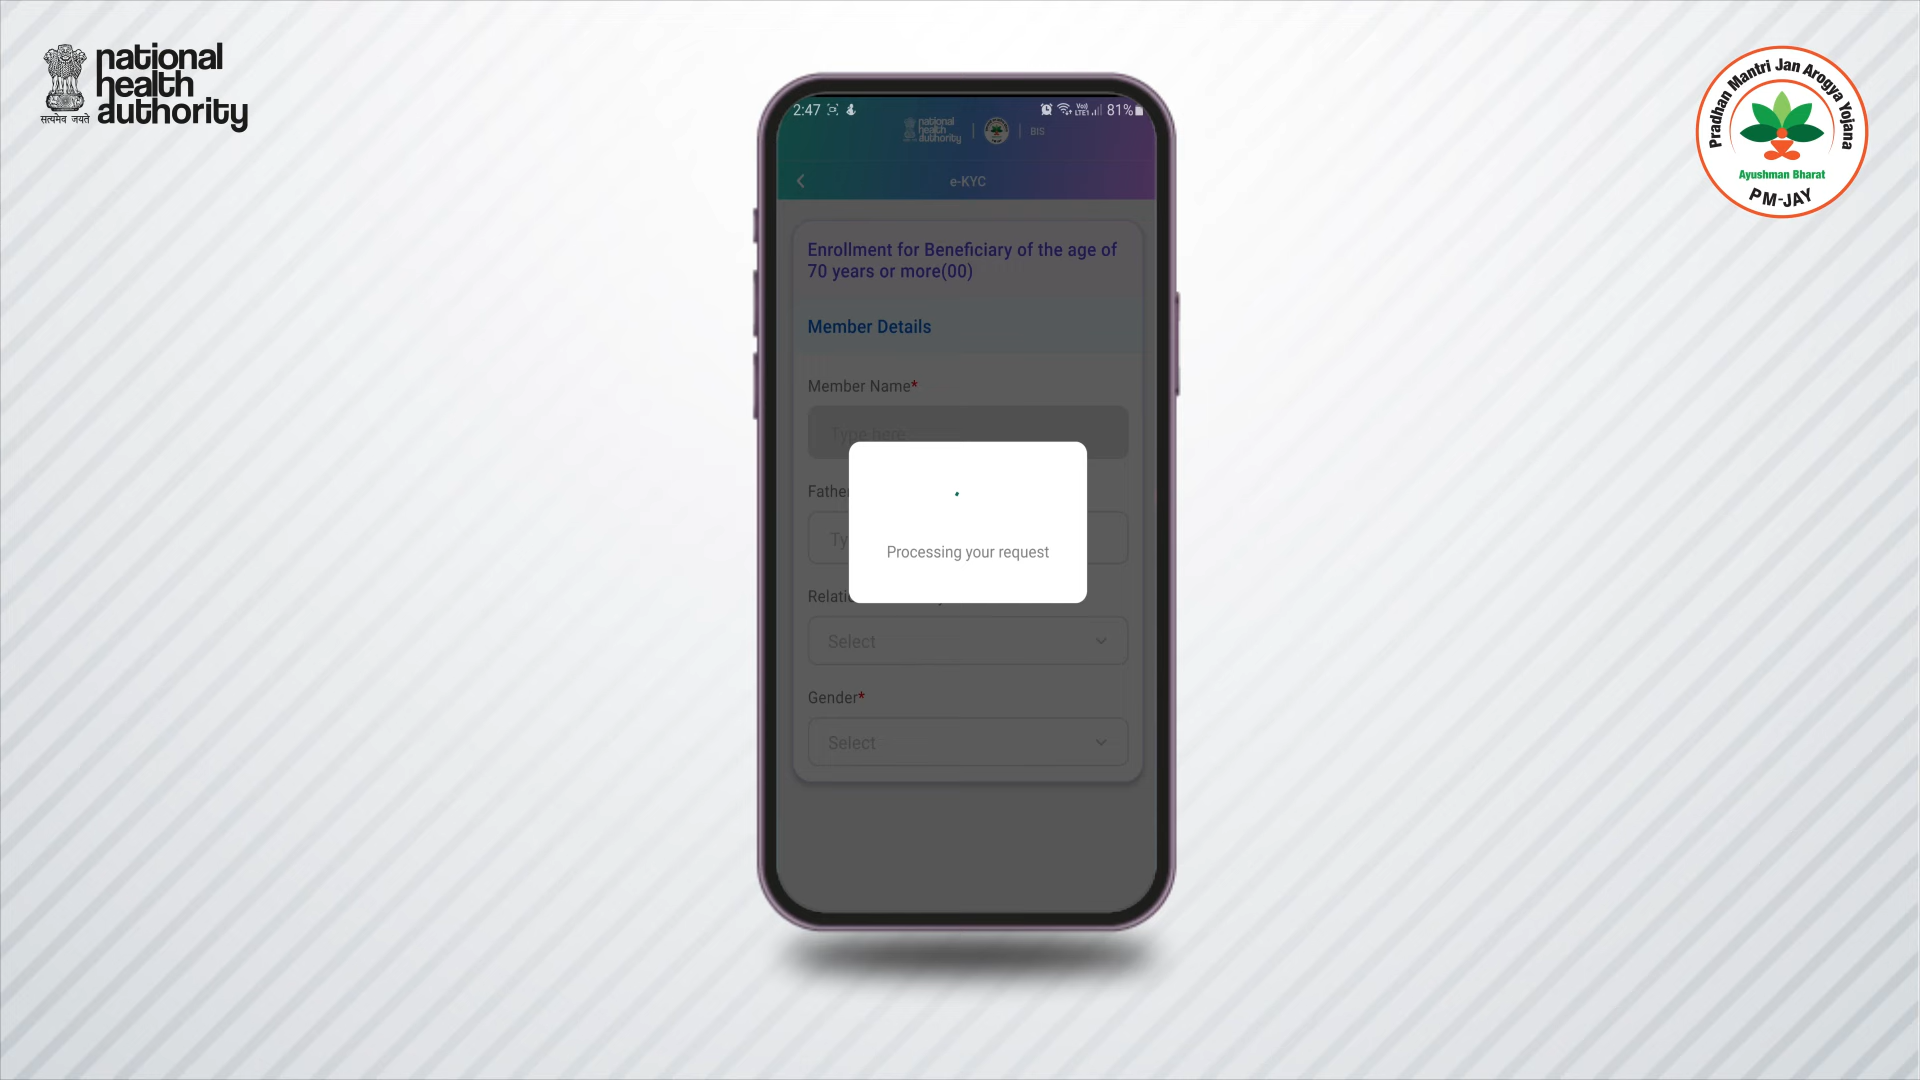 national
health
authority
सत्यमेव जयते
Pradhan Mantri Jan Arogya Yojana
Ayushman Bharat
PM-JAY
2:47
81%
national
health
authority
BIS
e-KYC
Enrollment for Beneficiary of the age of
70 years or more(00)
Member Details
Member Name*
Type here
Fathe
Ty
Processing your request
Relati
Select
Gender*
Select